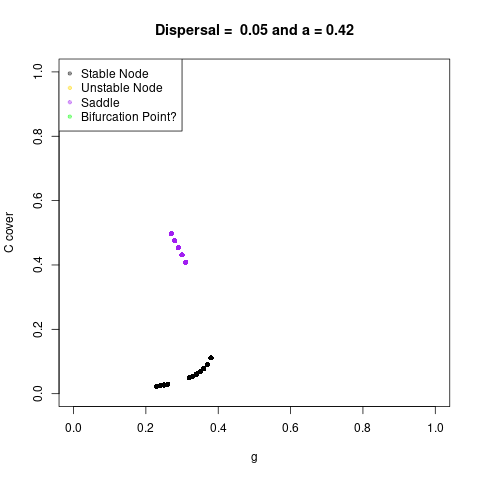 Dispersal =  0.05 and a = 0.42
Stable Node
Unstable Node
Saddle
Bifurcation Point?
C cover
1.0
0.8
0.6
0.4
0.2
0.0
0.0 0.2 0.4 0.6 0.8 1.0
g